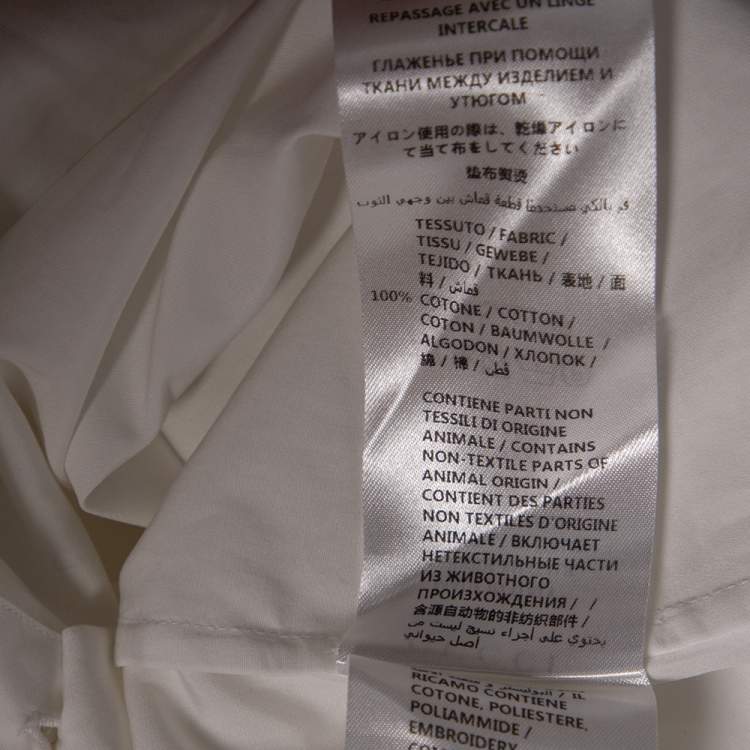 REPASSAGE AVEC UN LINGE
INTERCALE
ГЛАЖЕНЬЕ ПРИ ПОМОЩИ
ТКАНИ МЕЖДУ ИЗДЕЛИЕМ И
УТЮГОМ
アイロン使用の際は、乾燥アイロンに
て当て布をしてください
垫布熨烫
قطعة قماش بين وجهي الثوب
TESSUTO / FABRIC /
TISSU / GEWEBE /
TEJIDO / ТКАНЬ / 表地 / 面
料 / قماش
100% COTONE / COTTON /
COTON / BAUMWOLLE /
ALGODON / ХЛОПОК /
綿 / 棉 / قطن
CONTIENE PARTI NON
TESSILI DI ORIGINE
ANIMALE / CONTAINS
NON-TEXTILE PARTS OF
ANIMAL ORIGIN /
CONTIENT DES PARTIES
NON TEXTILES D'ORIGINE
ANIMALE / ВКЛЮЧАЕТ
НЕТЕКСТИЛЬНЫЕ ЧАСТИ
ИЗ ЖИВОТНОГО
ПРОИЗХОЖДЕНИЯ / /
含源自动物的非纺织部件 /
يحتوي على أجزاء نسيج ليست من
أصل حيواني
/ IL
RICAMO CONTIENE
COTONE, POLIESTERE,
POLIAMMIDE /
EMBROIDERY